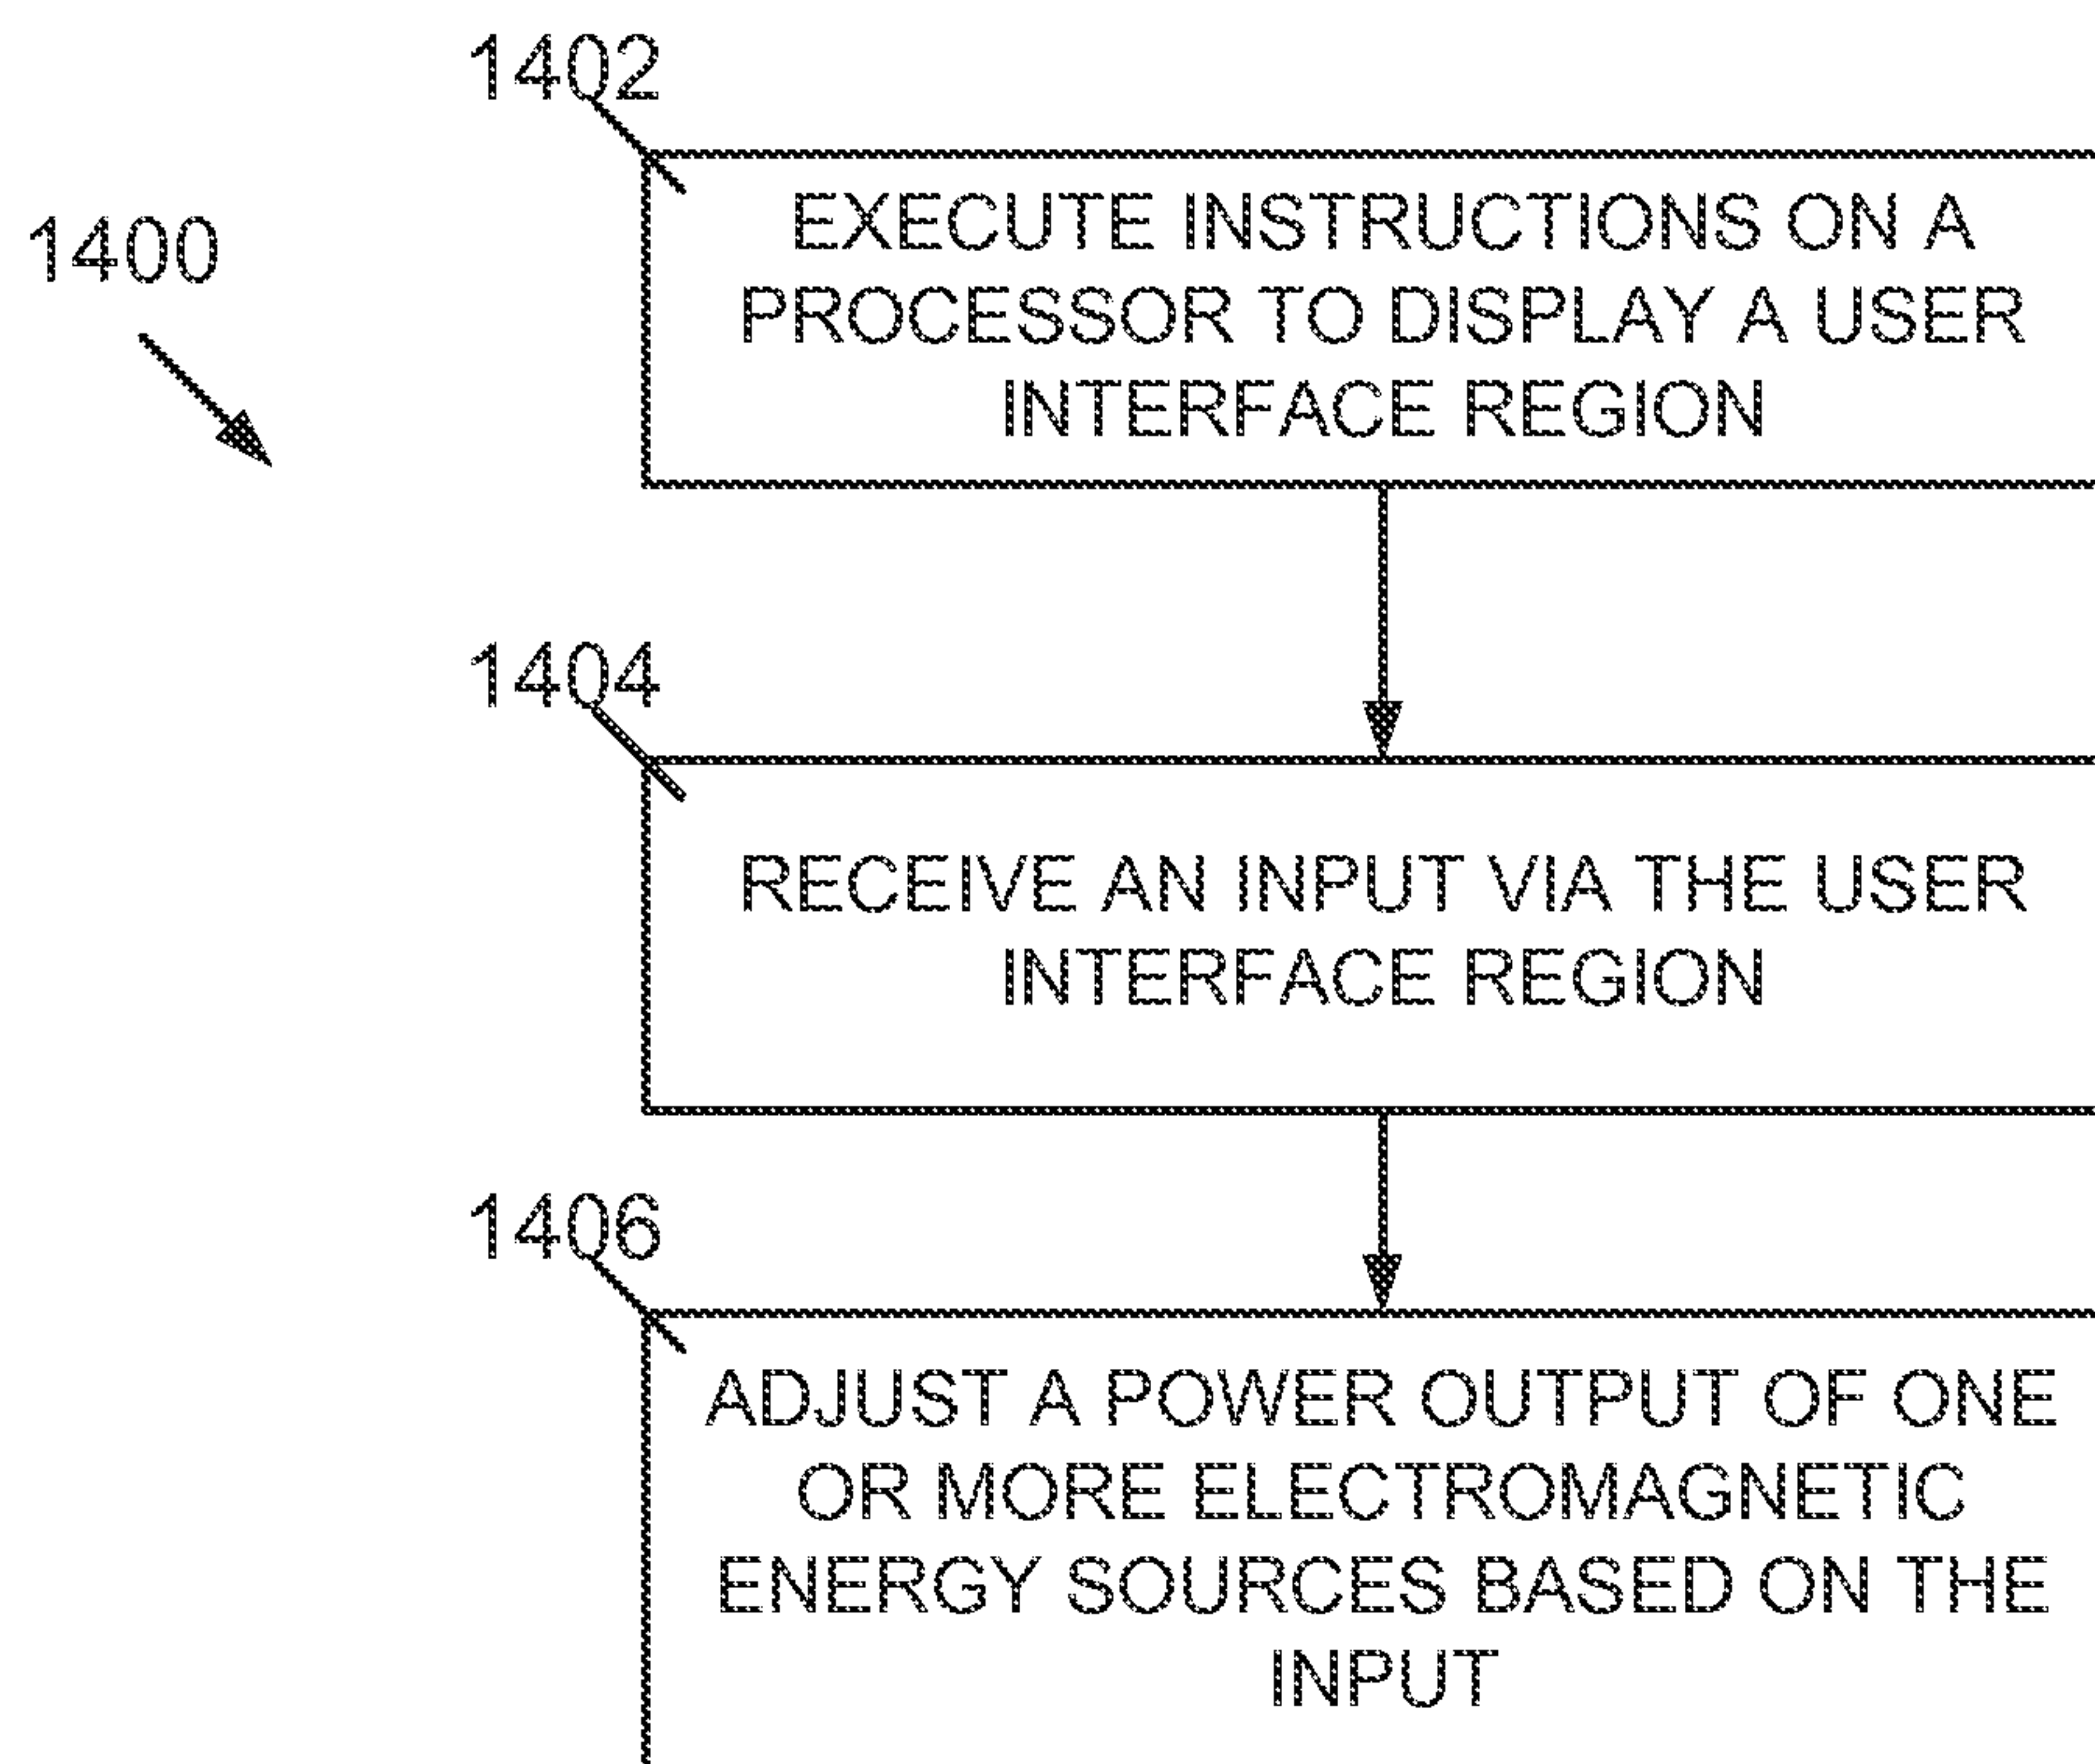 1402
1400
EXECUTE INSTRUCTIONS ON A
PROCESSOR TO DISPLAY A USER
INTERFACE REGION
1404
RECEIVE AN INPUT VIA THE USER
INTERFACE REGION
1406
ADJUST A POWER OUTPUT OF ONE
OR MORE ELECTROMAGNETIC
ENERGY SOURCES BASED ON THE
INPUT